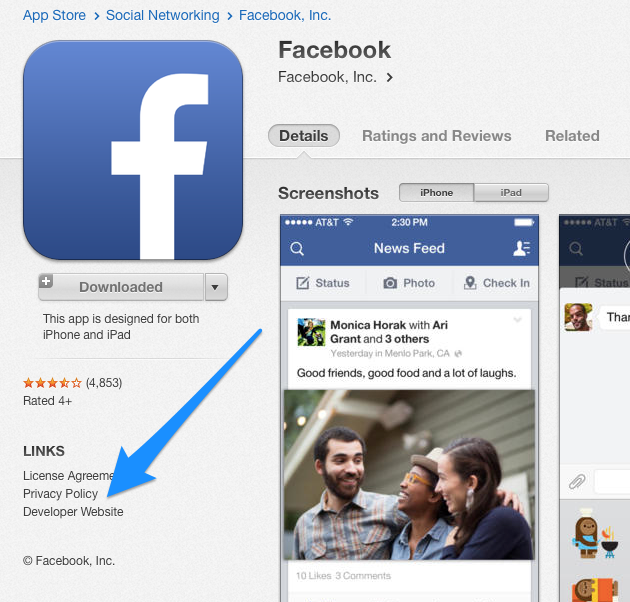 App Store > Social Networking > Facebook, Inc.
f
Facebook
Facebook, Inc. >
Details Ratings and Reviews Related
Screenshots iPhone iPad
Downloaded
This app is designed for both
iPhone and iPad
(4,853)
Rated 4+
LINKS
License Agreeme
Privacy Policy
Developer Website
© Facebook, Inc.
AT&T 2:30 PM
News Feed
Status Photo Check In
Monica Horak with Ari
Grant and 3 others
Yesterday in Menlo Park, CA
Good friends, good food and a lot of laughs.
10 Likes 3 Comments
AT&T
Status
Than